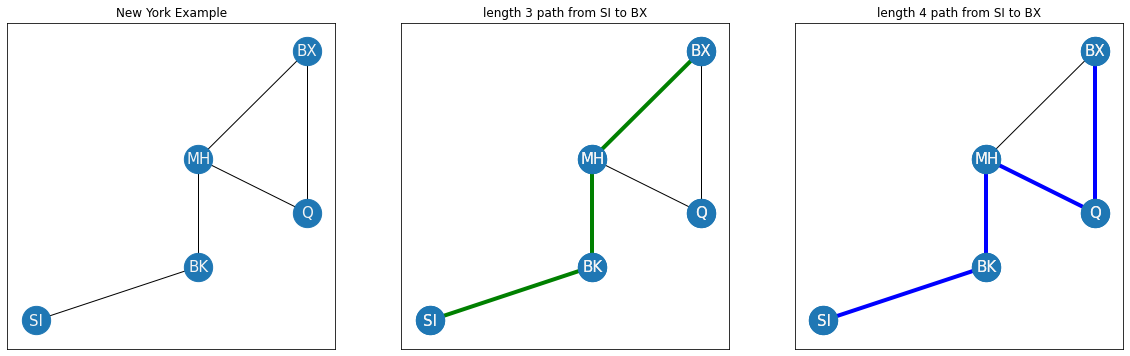 New York Example
BX
MH
Q
BK
SI
length 3 path from SI to BX
BX
MH
Q
BK
SI
length 4 path from SI to BX
BX
MH
Q
BK
SI